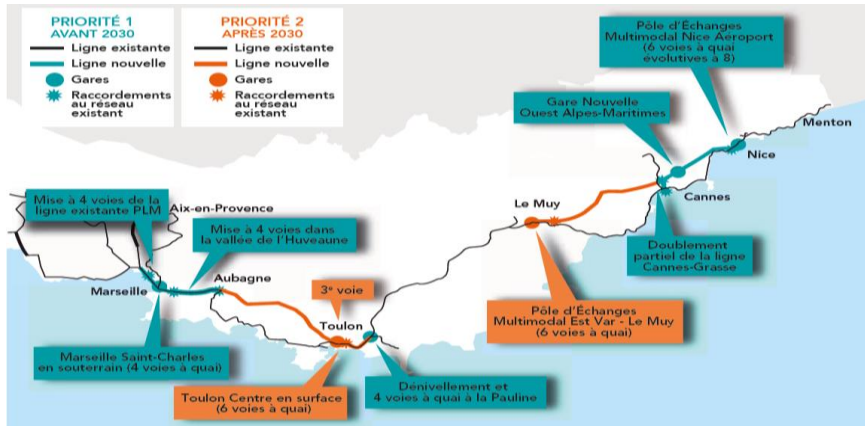 PRIORITÉ 1
AVANT 2030
Ligne existante
Ligne nouvelle
Gares
Raccordements
au réseau
existant
PRIORITÉ 2
APRÈS 2030
Ligne existante
Ligne nouvelle
Gares
Raccordements
au réseau
existant
Pôle d'Échanges
Multimodal Nice Aéroport
(6 voies à quai
évolutives à 8)
Gare Nouvelle
Ouest Alpes-Maritimes
Menton
Nice
Cannes
Le Muy
Mise à 4 voies de la
ligne existante PLM
Aix-en-Provence
Mise à 4 voies dans
la vallée de l'Huveaune
Doublement
partiel de la ligne
Cannes-Grasse
Aubagne
Marseille
3e voie
Toulon
Pôle d'Échanges
Multimodal Est Var - Le Muy
(6 voies à quai)
Marseille Saint-Charles
en souterrain (4 voies à quai)
Toulon Centre en surface
(6 voies à quai)
Dénivellement et
4 voies à quai à la Pauline